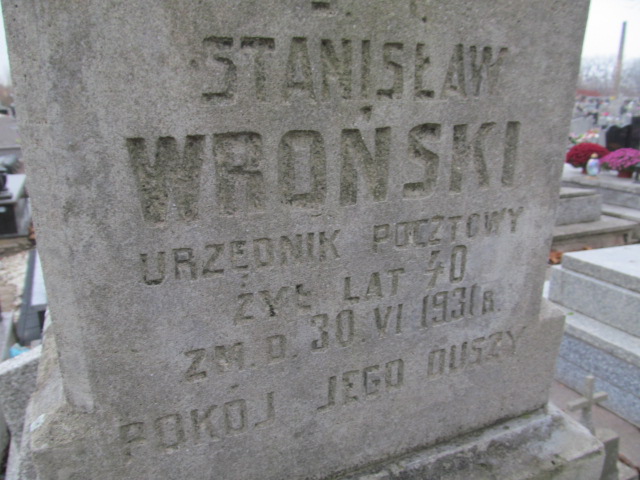 STANISŁAW
WROŃSKI
URZĘDNIK POCZTOWY
ŻYŁ LAT 40
ZM. D. 30. VI 1931 R.
POKÓJ JEGO DUSZY